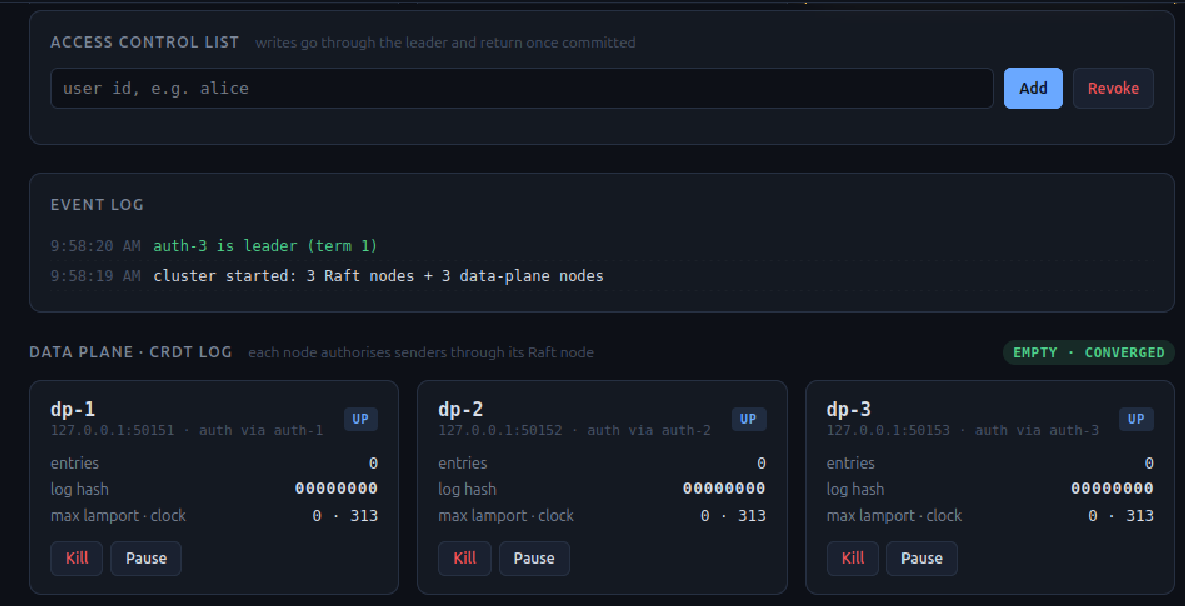 ACCESS CONTROL LIST writes go through the leader and return once committed
user id, e.g. alice Add Revoke
EVENT LOG
9:58:20 AM auth-3 is leader (term 1)
9:58:19 AM cluster started: 3 Raft nodes + 3 data-plane nodes
DATA PLANE · CRDT LOG each node authorises senders through its Raft node EMPTY · CONVERGED
dp-1 UP
127.0.0.1:50151 · auth via auth-1
entries 0
log hash 00000000
max lamport · clock 0 · 313
Kill Pause
dp-2 UP
127.0.0.1:50152 · auth via auth-2
entries 0
log hash 00000000
max lamport · clock 0 · 313
Kill Pause
dp-3 UP
127.0.0.1:50153 · auth via auth-3
entries 0
log hash 00000000
max lamport · clock 0 · 313
Kill Pause